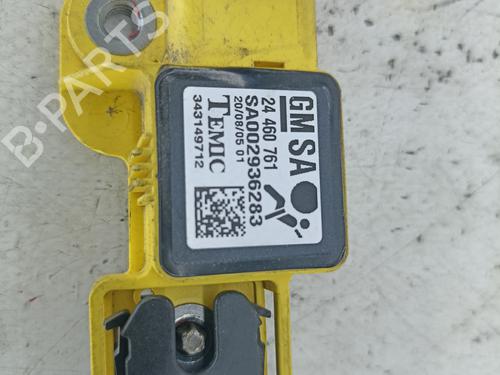 GM SA
24 460 761
SA002936283
20/08/05 01
TEMIC
343149712
B-PARTS